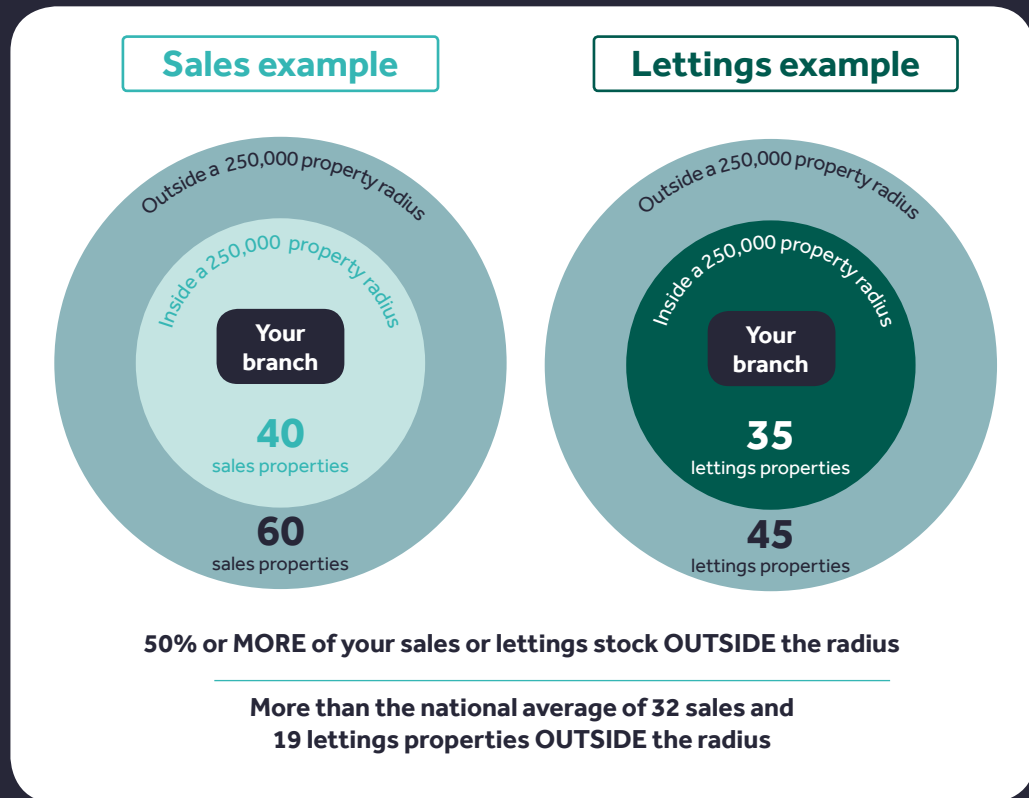 Sales example
Outside a 250,000 property radius
Inside a 250,000 property radius
Your
branch
40
sales properties
60
sales properties
Lettings example
Outside a 250,000 property radius
Inside a 250,000 property radius
Your
branch
35
lettings properties
45
lettings properties
50% or MORE of your sales or lettings stock OUTSIDE the radius
More than the national average of 32 sales and
19 lettings properties OUTSIDE the radius